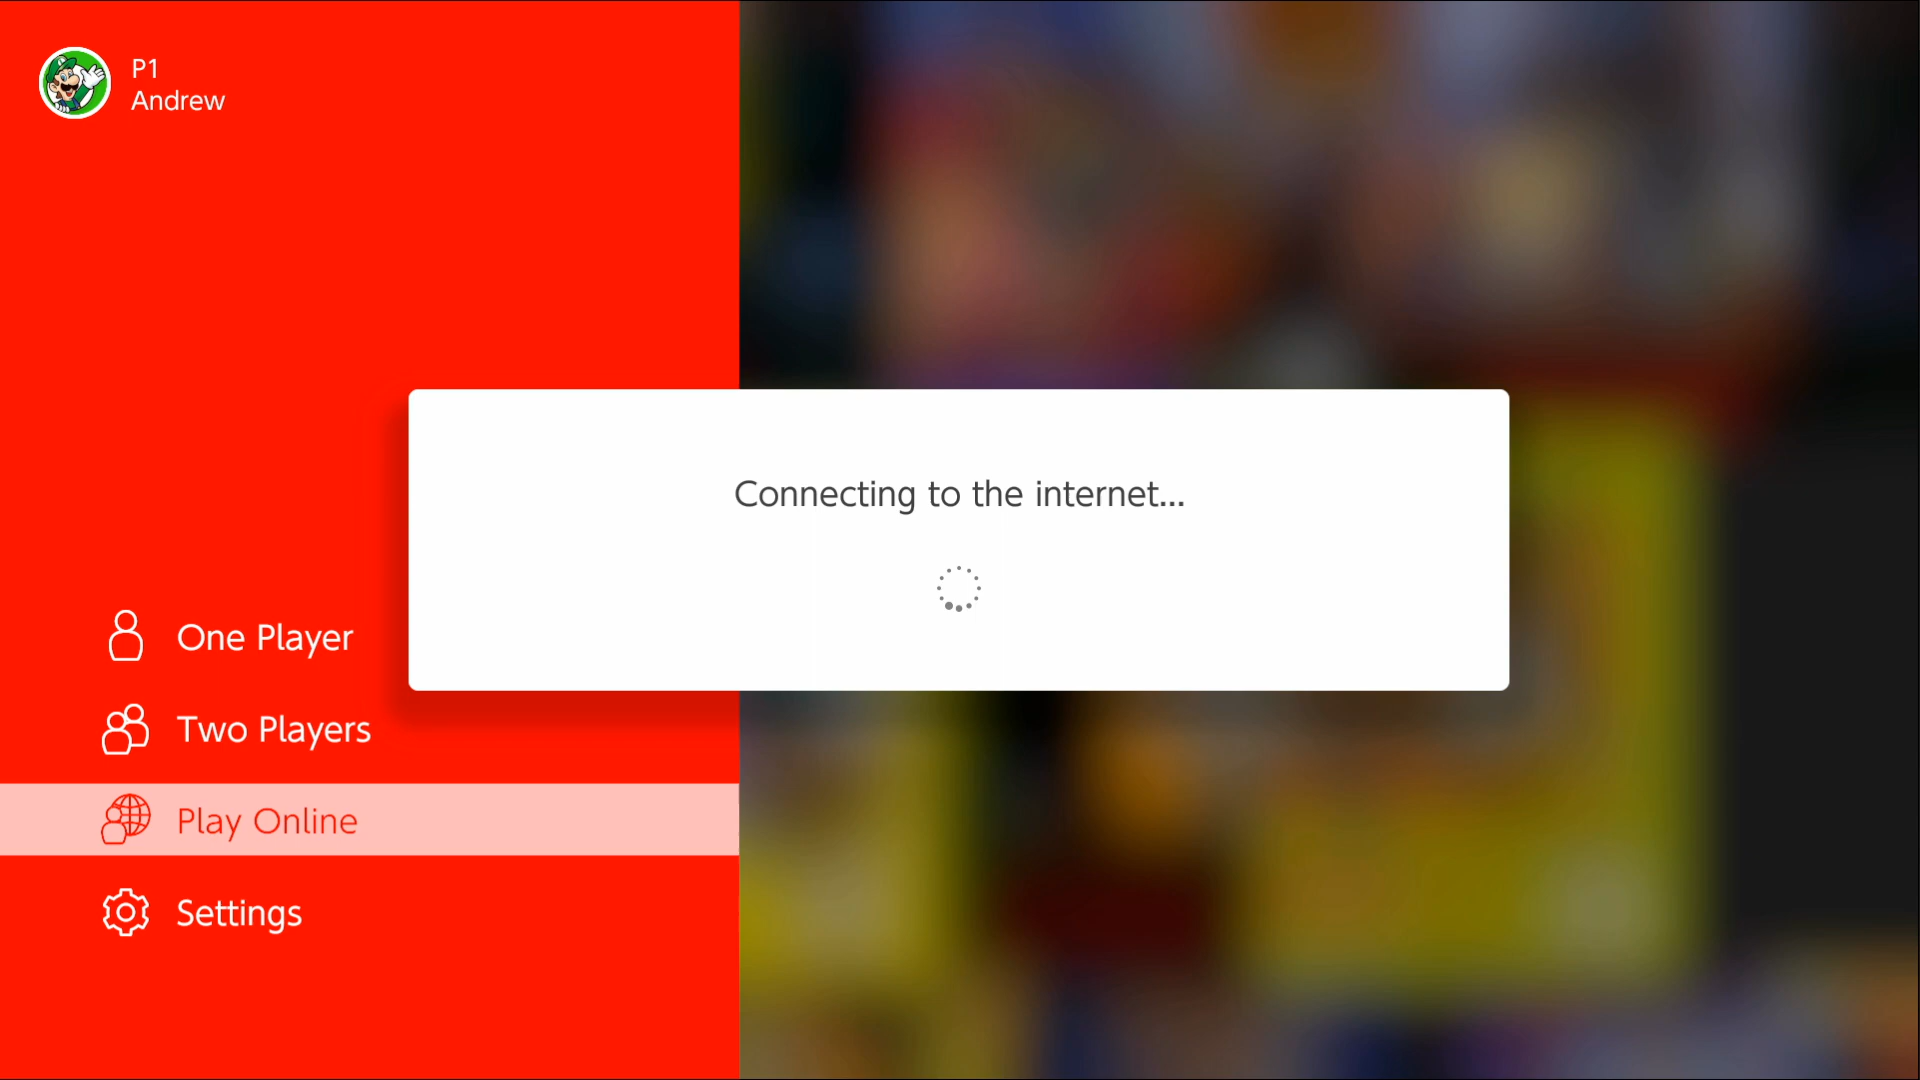 P1
Andrew
Connecting to the internet...
One Player
Two Players
Play Online
Settings